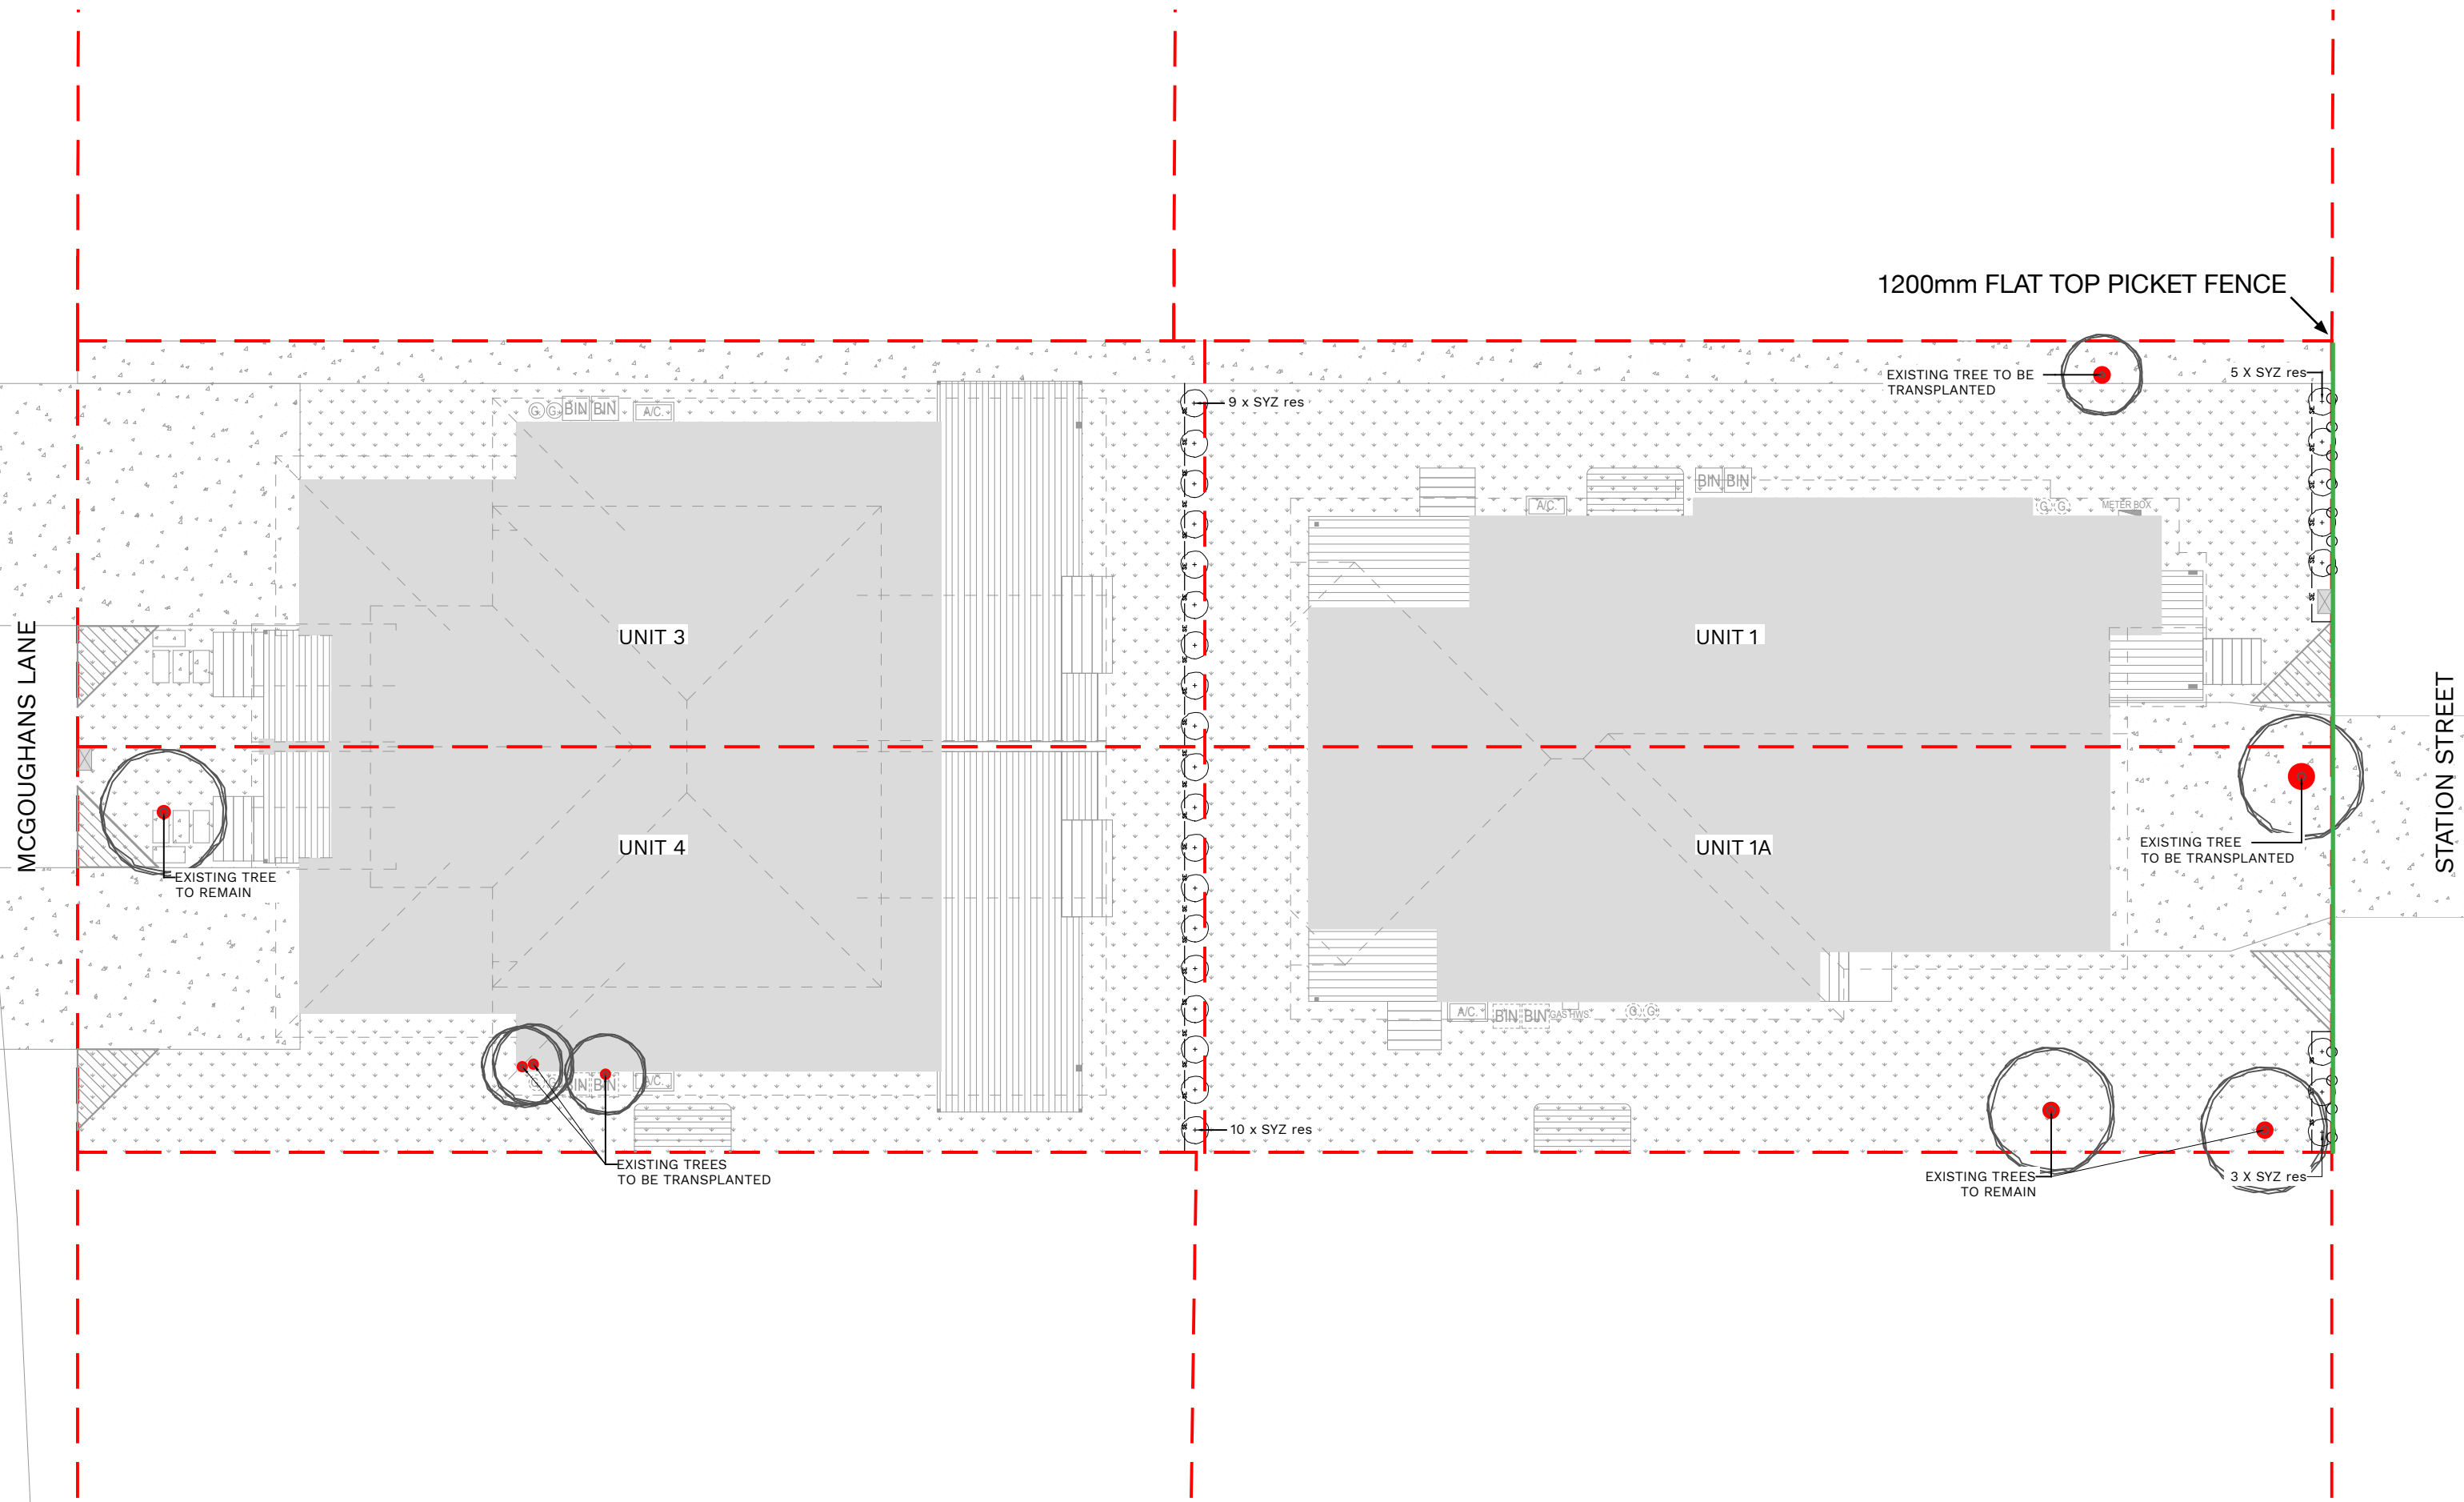 1200mm FLAT TOP PICKET FENCE
5 X SYZ res
EXISTING TREE TO BE
TRANSPLANTED
9 x SYZ res
G G BIN BIN
A/C.
BIN BIN
A/C.
G G
METER BOX
UNIT 3
UNIT 1
MCGOUGHANS LANE
STATION STREET
UNIT 4
UNIT 1A
EXISTING TREE
TO BE TRANSPLANTED
EXISTING TREE
TO REMAIN
A/C.
BIN BIN
GAS HWS.
G G
G G BIN BIN
A/C.
10 x SYZ res
EXISTING TREES
TO BE TRANSPLANTED
EXISTING TREES
TO REMAIN
3 X SYZ res